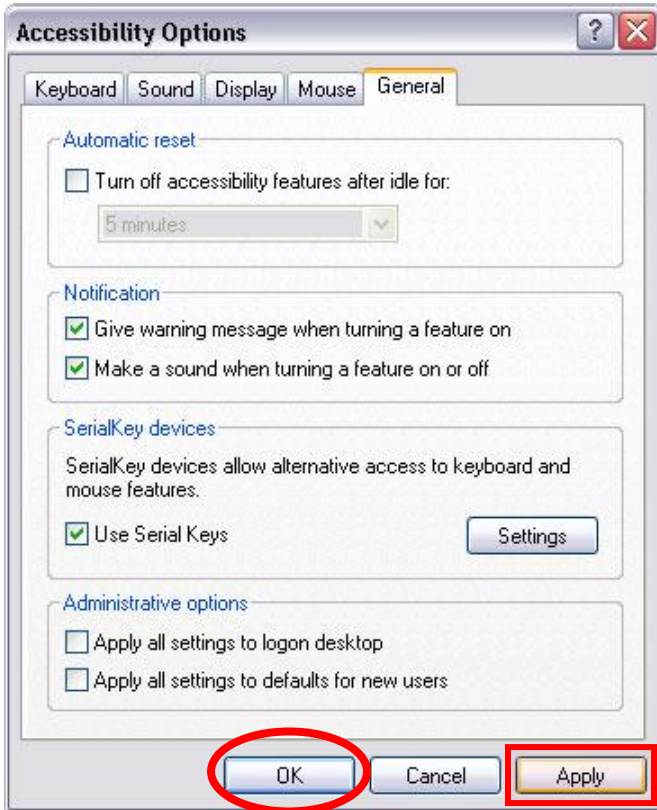 Accessibility Options
Keyboard Sound Display Mouse General
Automatic reset
Turn off accessibility features after idle for:
5 minutes
Notification
Give warning message when turning a feature on
Make a sound when turning a feature on or off
SerialKey devices
SerialKey devices allow alternative access to keyboard and
mouse features.
Use Serial Keys
Settings
Administrative options
Apply all settings to logon desktop
Apply all settings to defaults for new users
OK Cancel Apply